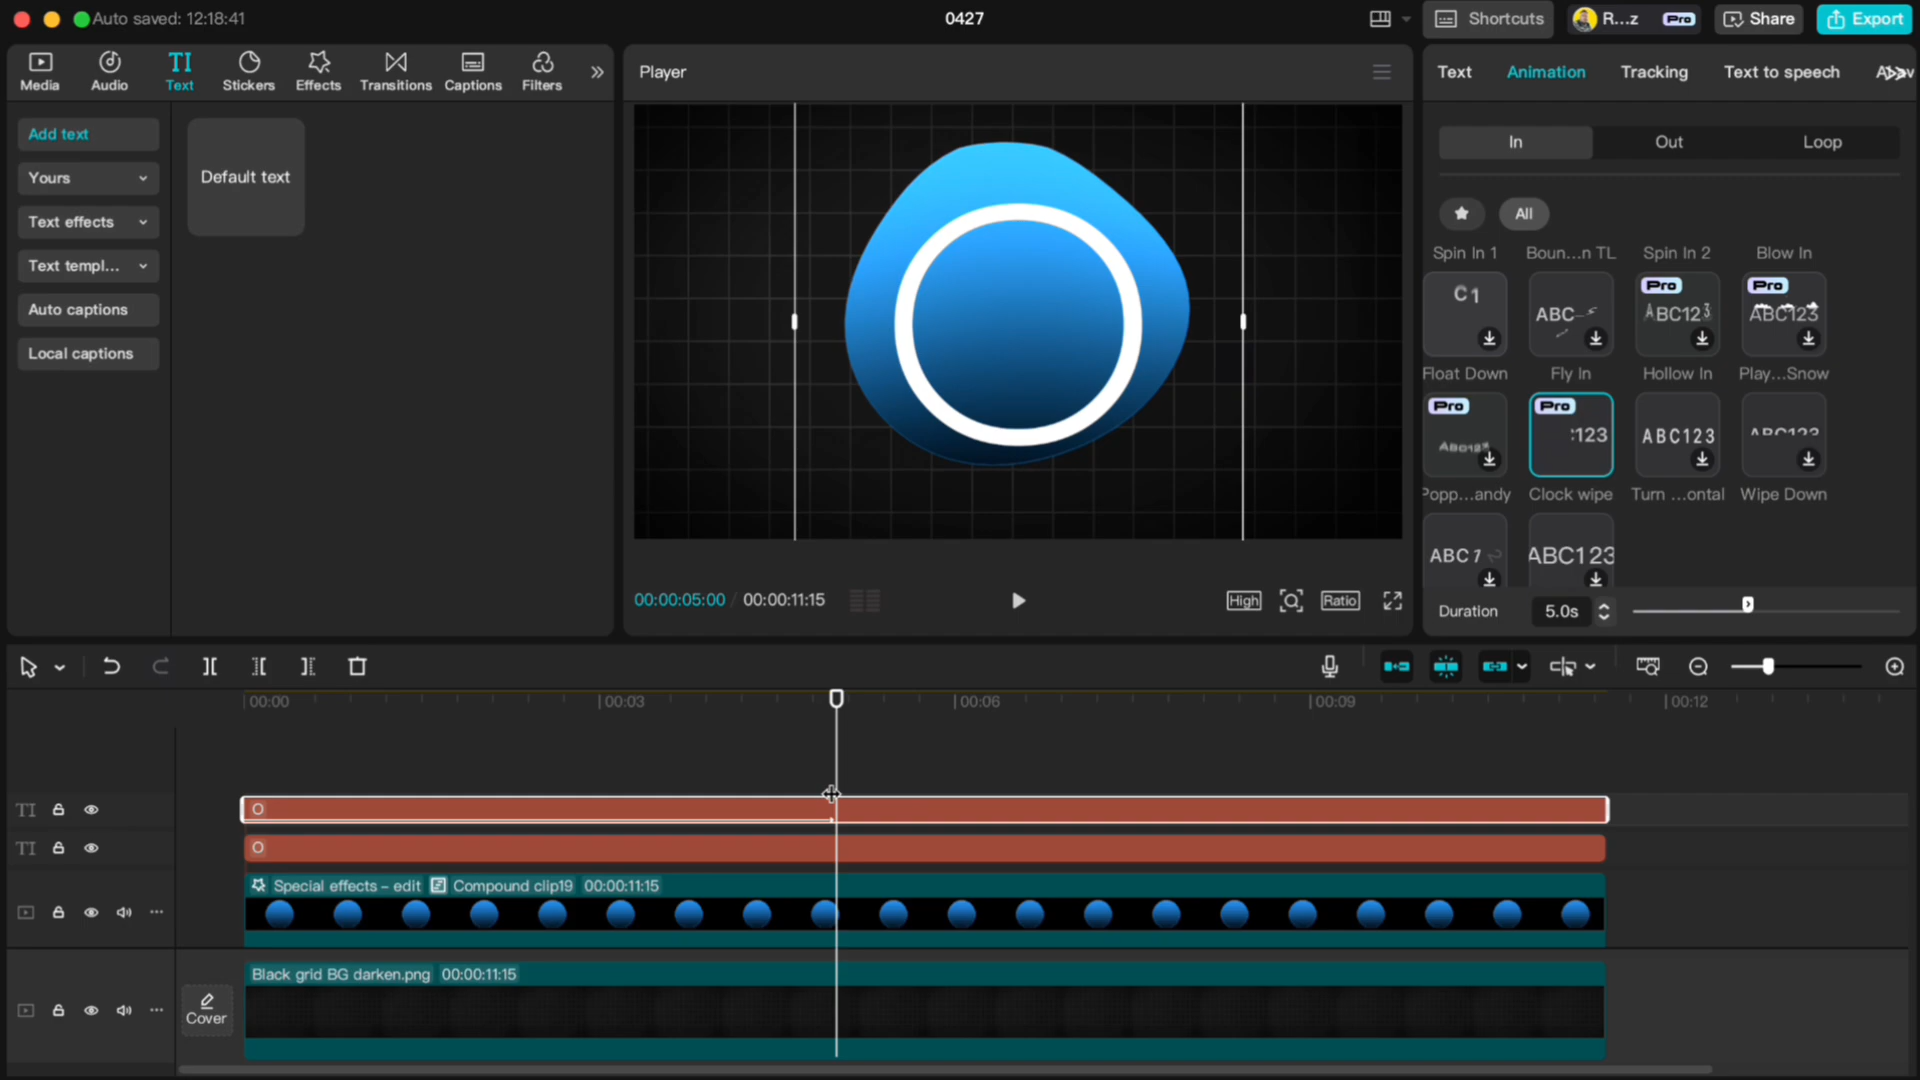 Auto saved: 12:18:41
0427
Shortcuts
R...z
Pro
Share
Export
Media
Audio
TI
Text
Stickers
Effects
Transitions
Captions
Filters
Player
Text
Animation
Tracking
Text to speech
Add text
Yours
Text effects
Text templ...
Auto captions
Local captions
Default text
In
Out
Loop
All
Spin In 1
Boun...n TL
Spin In 2
Blow In
C1
ABC
Pro
ABC123
Pro
ABC123
Float Down
Fly In
Hollow In
Play...Snow
Pro
ABC123
Pro
:123
ABC123
ABC123
Popp...andy
Clock wipe
Turn ...ontal
Wipe Down
ABC1
ABC123
00:00:05:00 / 00:00:11:15
High
Ratio
Duration
5.0s
00:00
00:03
00:06
00:09
00:12
TI
O
TI
O
Special effects – edit
Compound clip19
00:00:11:15
Black grid BG darken.png
00:00:11:15
Cover